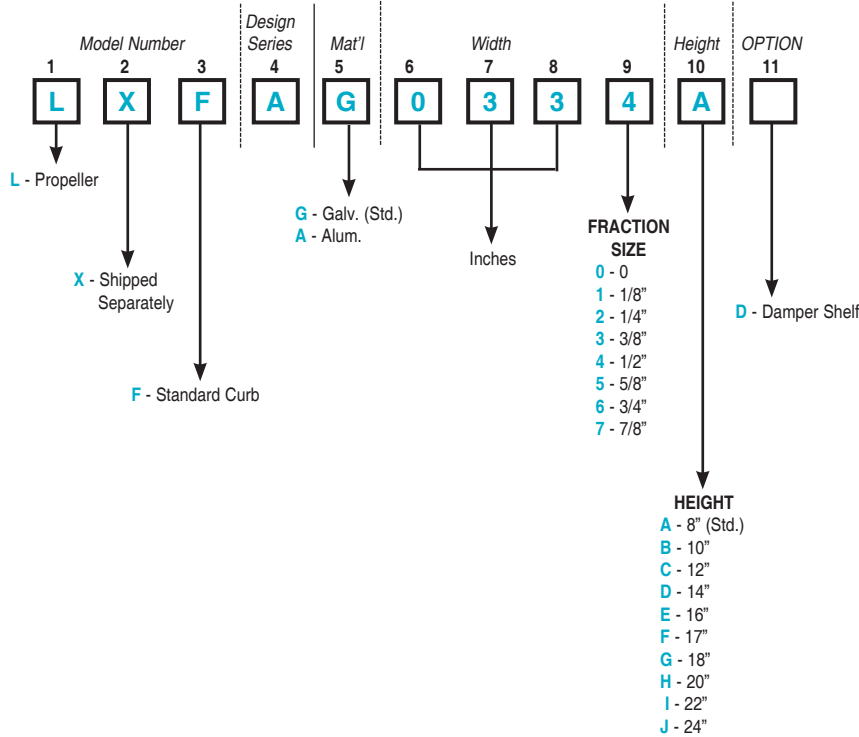 Model Number
Design
Series
Mat'l
Width
Height
OPTION
1 2 3 4 5 6 7 8 9 10 11
L X F A G 0 3 3 4 A
L - Propeller
X - Shipped
Separately
F - Standard Curb
G - Galv. (Std.)
A - Alum.
Inches
FRACTION
SIZE
0 - 0
1 - 1/8”
2 - 1/4”
3 - 3/8”
4 - 1/2”
5 - 5/8”
6 - 3/4”
7 - 7/8”
D - Damper Shelf
HEIGHT
A - 8” (Std.)
B - 10”
C - 12”
D - 14”
E - 16”
F - 17”
G - 18”
H - 20”
I - 22”
J - 24”